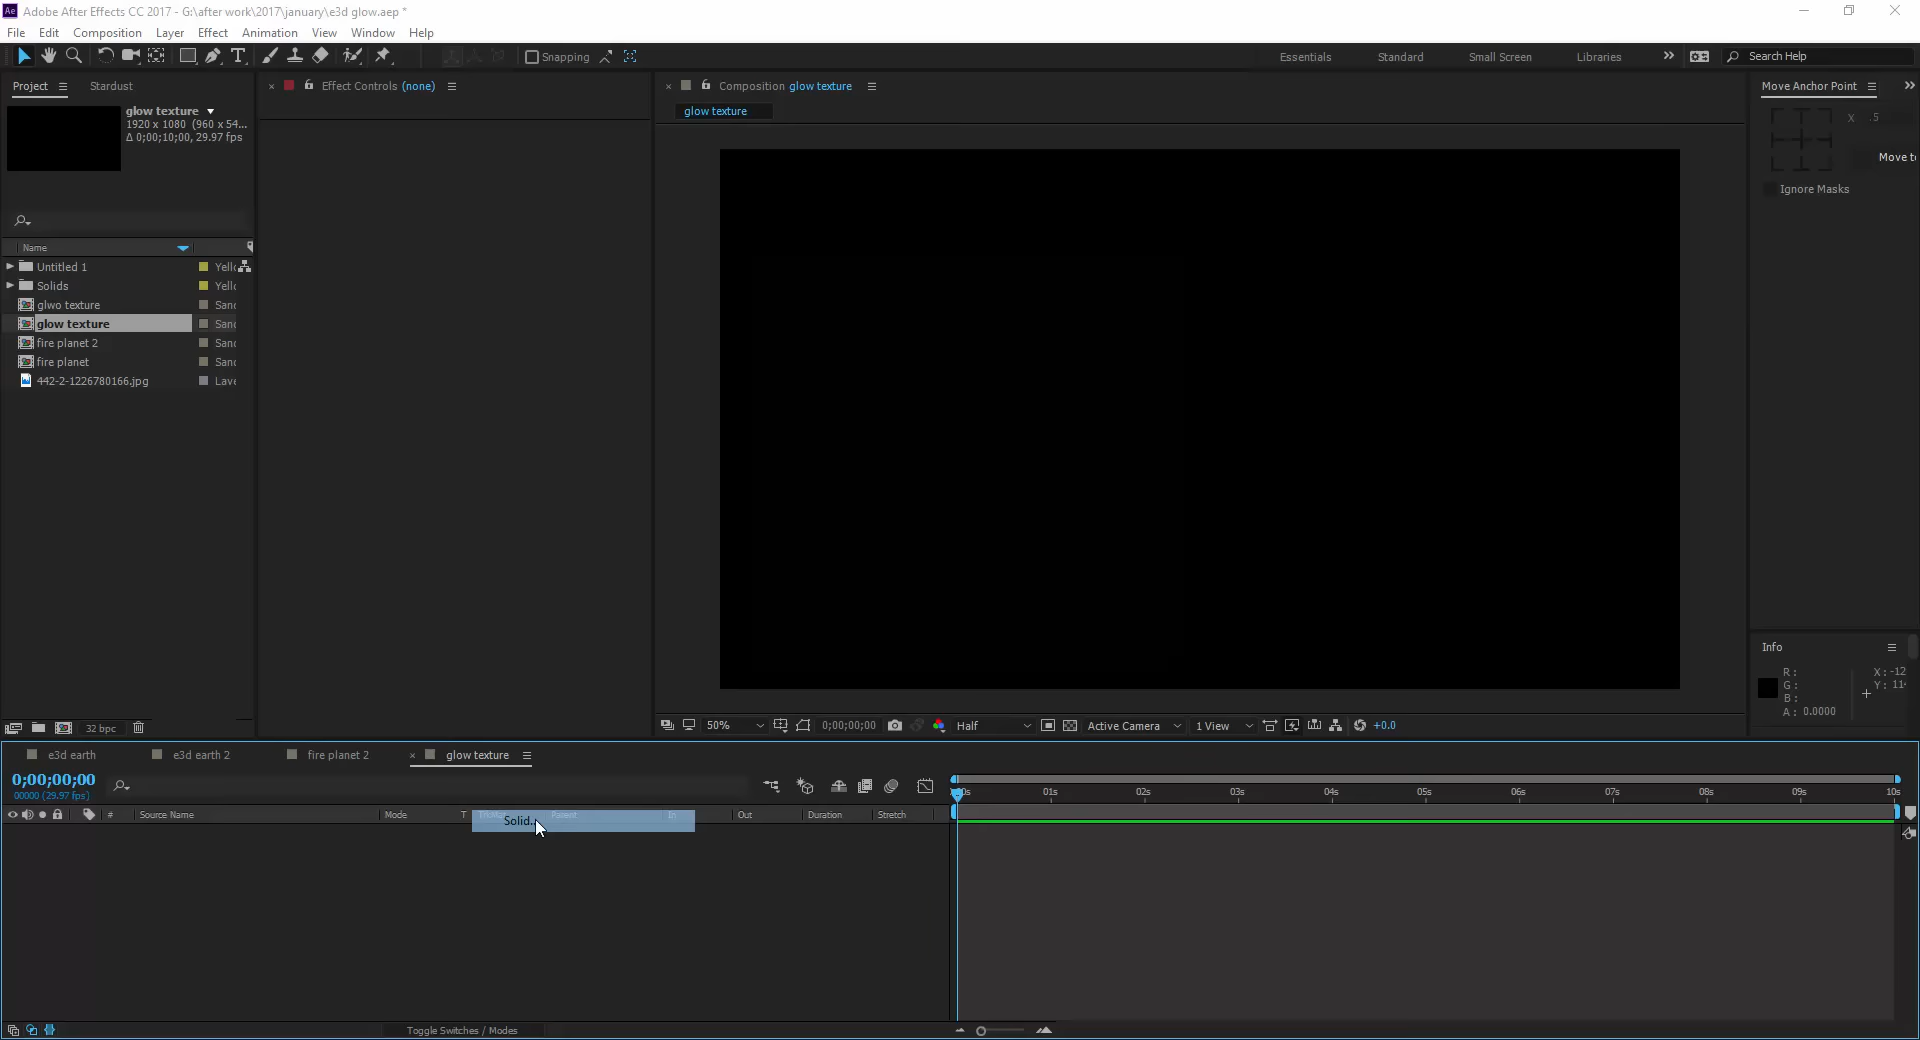 Adobe After Effects CC 2017 - G:\after work\2017\january\e3d glow.aep *
File Edit Composition Layer Effect Animation View Window Help
Snapping Essentials Standard Small Screen Libraries Search Help
Project Stardust Effect Controls (none) Composition glow texture Move Anchor Point
glow texture
1920 x 1080 (960 x 54...
Δ 0;00;10;00, 29.97 fps
glow texture
X .5
Move to
Ignore Masks
Name
Untitled 1
Solids
glwo texture
glow texture
fire planet 2
fire planet
442-2-1226780166.jpg
Info
R :
G :
B :
A : 0.0000
X : -12
32 bpc
50% 0;00;00;00 Half Active Camera 1 View +0.0
e3d earth e3d earth 2 fire planet 2 glow texture
0;00;00;00
00000 (29.97 fps)
01s 02s 03s 04s 05s 06s 07s 08s 09s 10s
# Source Name Mode T Parent In Out Duration Stretch
Solid...
Toggle Switches / Modes